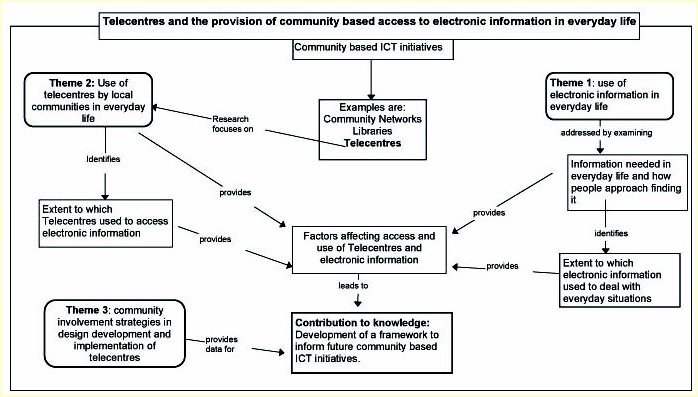 Telecentres and the provision of community based access to electronic information in everyday life
Community based ICT initiatives
Theme 2: Use of
telecentres by local
communities in everyday
life
Research
focuses on
Examples are:
Community Networks
Libraries
Telecentres
Theme 1: use of
electronic information in
everyday life
addressed by examining
Identifies
provides
Information needed in
everyday life and how
people approach finding
it
Extent to which
Telecentres used to access
electronic information
provides
Factors affecting access and
use of Telecentres and
electronic information
provides
identifies
provides
Extent to which
electronic information
used to deal with
everyday situations
leads to
Theme 3: community
involvement strategies in
design development and
implementation of
telecentres
provides
data for
Contribution to knowledge:
Development of a framework to
inform future community based
ICT initiatives.